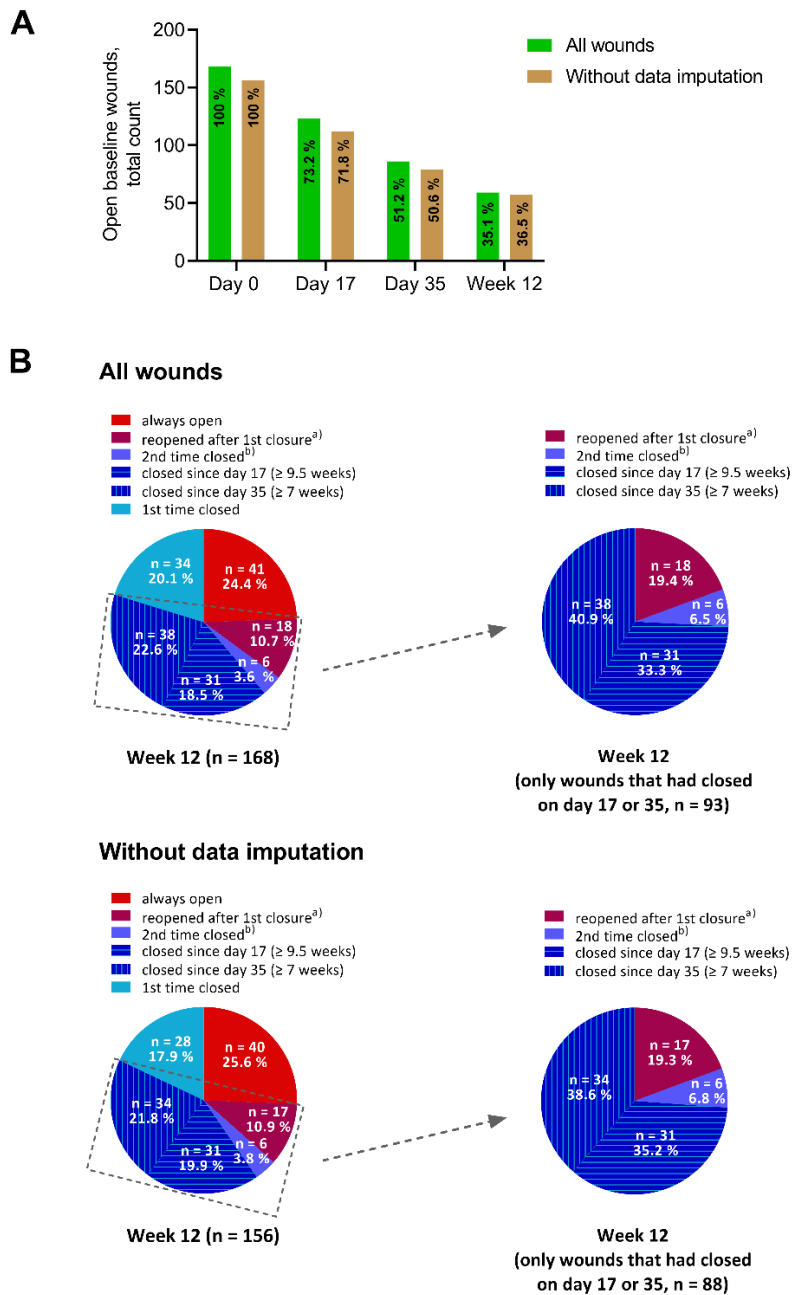 A
Open baseline wounds,
total count
200
150
100
50
0
100 %
100 %
73.2 %
71.8 %
51.2 %
50.6 %
35.1 %
36.5 %
Day 0
Day 17
Day 35
Week 12
All wounds
Without data imputation
B
All wounds
always open
reopened after 1st closure a)
2nd time closed b)
closed since day 17 (≥ 9.5 weeks)
closed since day 35 (≥ 7 weeks)
1st time closed
n = 34
20.1 %
n = 41
24.4 %
n = 18
10.7 %
n = 6
3.6 %
n = 31
18.5 %
n = 38
22.6 %
Week 12 (n = 168)
reopened after 1st closure a)
2nd time closed b)
closed since day 17 (≥ 9.5 weeks)
closed since day 35 (≥ 7 weeks)
n = 18
19.4 %
n = 6
6.5 %
n = 31
33.3 %
n = 38
40.9 %
Week 12
(only wounds that had closed
on day 17 or 35, n = 93)
Without data imputation
always open
reopened after 1st closure a)
2nd time closed b)
closed since day 17 (≥ 9.5 weeks)
closed since day 35 (≥ 7 weeks)
1st time closed
n = 28
17.9 %
n = 40
25.6 %
n = 17
10.9 %
n = 6
3.8 %
n = 31
19.9 %
n = 34
21.8 %
Week 12 (n = 156)
reopened after 1st closure a)
2nd time closed b)
closed since day 17 (≥ 9.5 weeks)
closed since day 35 (≥ 7 weeks)
n = 17
19.3 %
n = 6
6.8 %
n = 31
35.2 %
n = 34
38.6 %
Week 12
(only wounds that had closed
on day 17 or 35, n = 88)